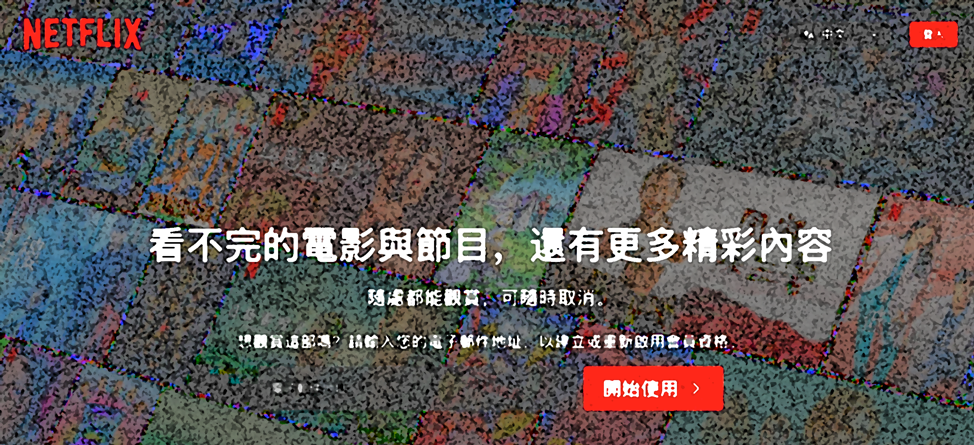 NETFLIX
中文
登入
看不完的電影與節目，還有更多精彩內容
隨處都能觀賞，可隨時取消。
想觀賞這部嗎？請輸入您的電子郵件地址，以建立或重新啟用會員資格。
開始使用